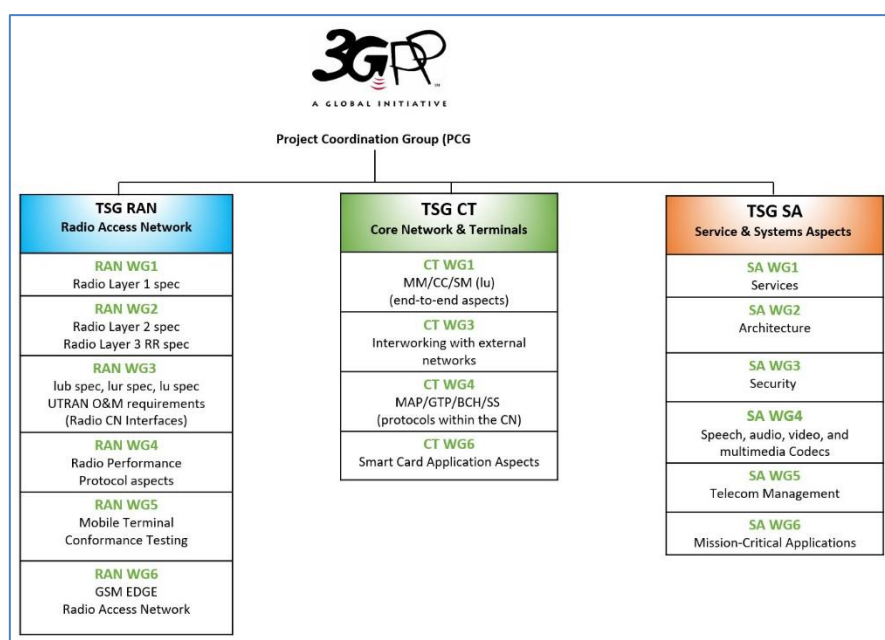 3GPP
TM
A GLOBAL INITIATIVE
Project Coordination Group (PCG
TSG RAN
Radio Access Network
RAN WG1
Radio Layer 1 spec
RAN WG2
Radio Layer 2 spec
Radio Layer 3 RR spec
RAN WG3
lub spec, lur spec, lu spec
UTRAN O&M requirements
(Radio CN Interfaces)
RAN WG4
Radio Performance
Protocol aspects
RAN WG5
Mobile Terminal
Conformance Testing
RAN WG6
GSM EDGE
Radio Access Network
TSG CT
Core Network & Terminals
CT WG1
MM/CC/SM (lu)
(end-to-end aspects)
CT WG3
Interworking with external
networks
CT WG4
MAP/GTP/BCH/SS
(protocols within the CN)
CT WG6
Smart Card Application Aspects
TSG SA
Service & Systems Aspects
SA WG1
Services
SA WG2
Architecture
SA WG3
Security
SA WG4
Speech, audio, video, and
multimedia Codecs
SA WG5
Telecom Management
SA WG6
Mission-Critical Applications